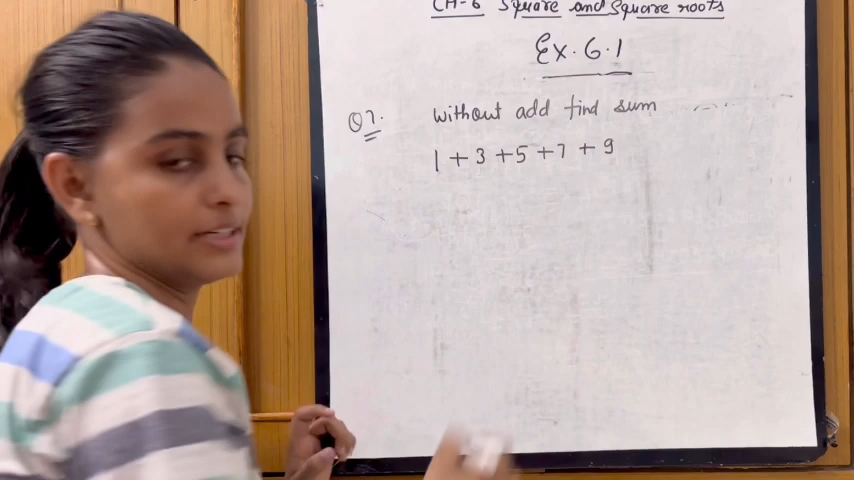 CH-6 Square and Square roots
Ex. 6.1
Q7. without add find sum
1 + 3 + 5 + 7 + 9